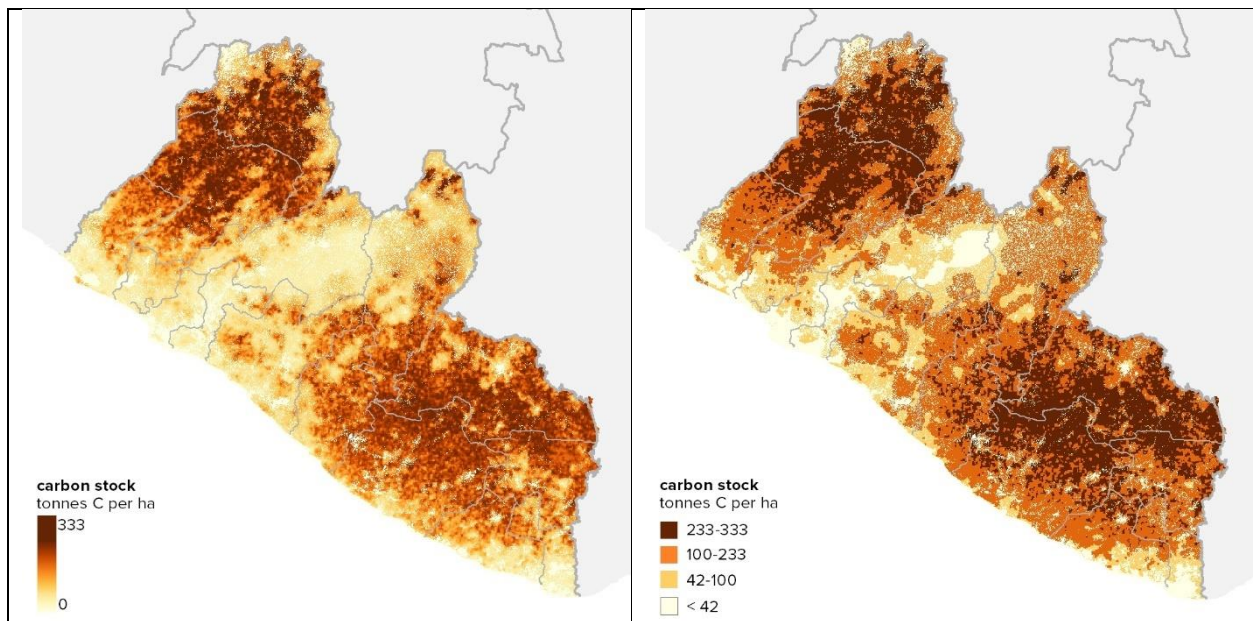 carbon stock
tonnes C per ha
333
0
carbon stock
tonnes C per ha
233-333
100-233
42-100
< 42